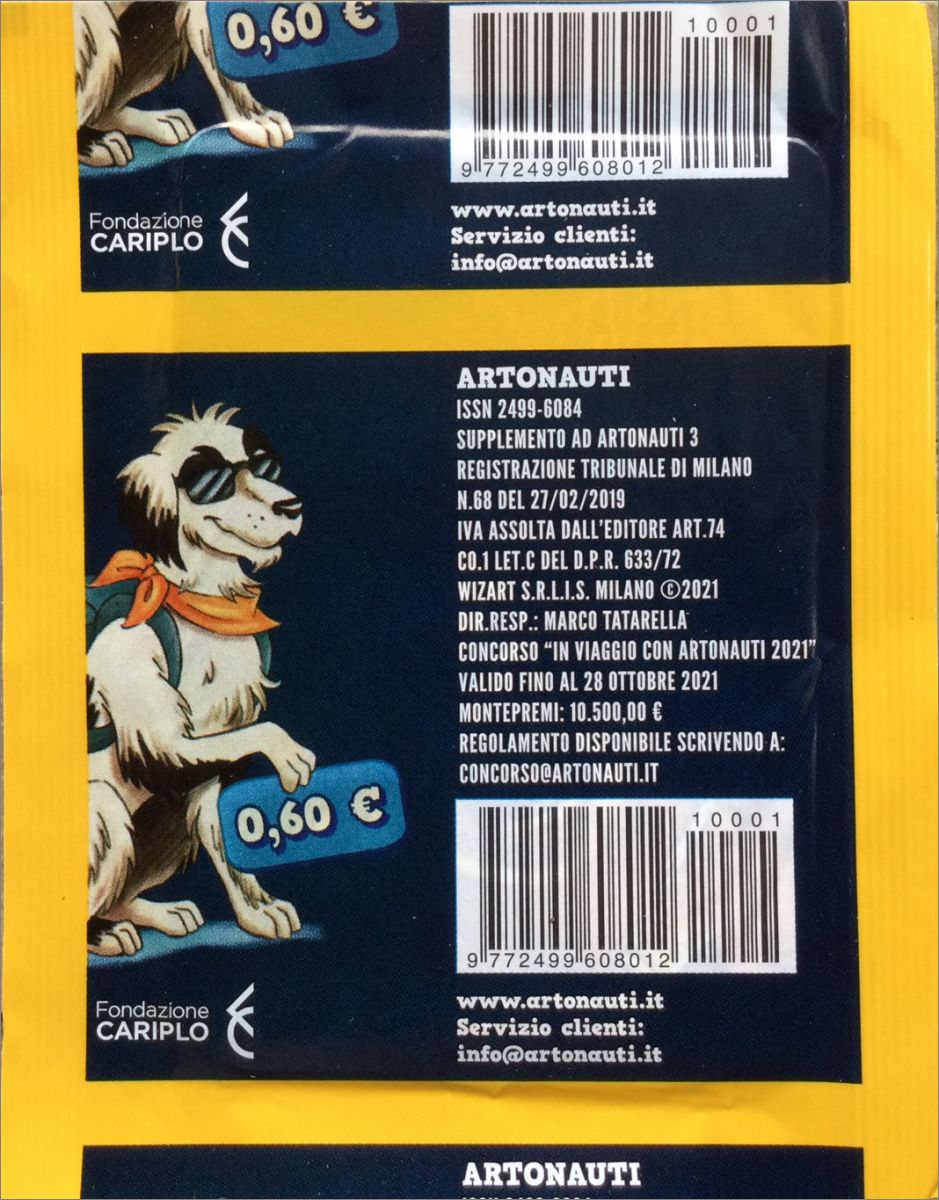 0,60 €
10001
9 772499 608012
Fondazione
CARIPLO
www.artonauti.it
Servizio clienti:
info@artonauti.it
ARTONAUTI
ISSN 2499-6084
SUPPLEMENTO AD ARTONAUTI 3
REGISTRAZIONE TRIBUNALE DI MILANO
N.68 DEL 27/02/2019
IVA ASSOLTA DALL'EDITORE ART.74
CO.1 LET.C DEL D.P.R. 633/72
WIZART S.R.L.I.S. MILANO ©2021
DIR.RESP.: MARCO TATARELLA
CONCORSO "IN VIAGGIO CON ARTONAUTI 2021"
VALIDO FINO AL 28 OTTOBRE 2021
MONTEPREMI: 10.500,00 €
REGOLAMENTO DISPONIBILE SCRIVENDO A:
CONCORSO@ARTONAUTI.IT
0,60 €
10001
9 772499 608012
Fondazione
CARIPLO
www.artonauti.it
Servizio clienti:
info@artonauti.it
ARTONAUTI